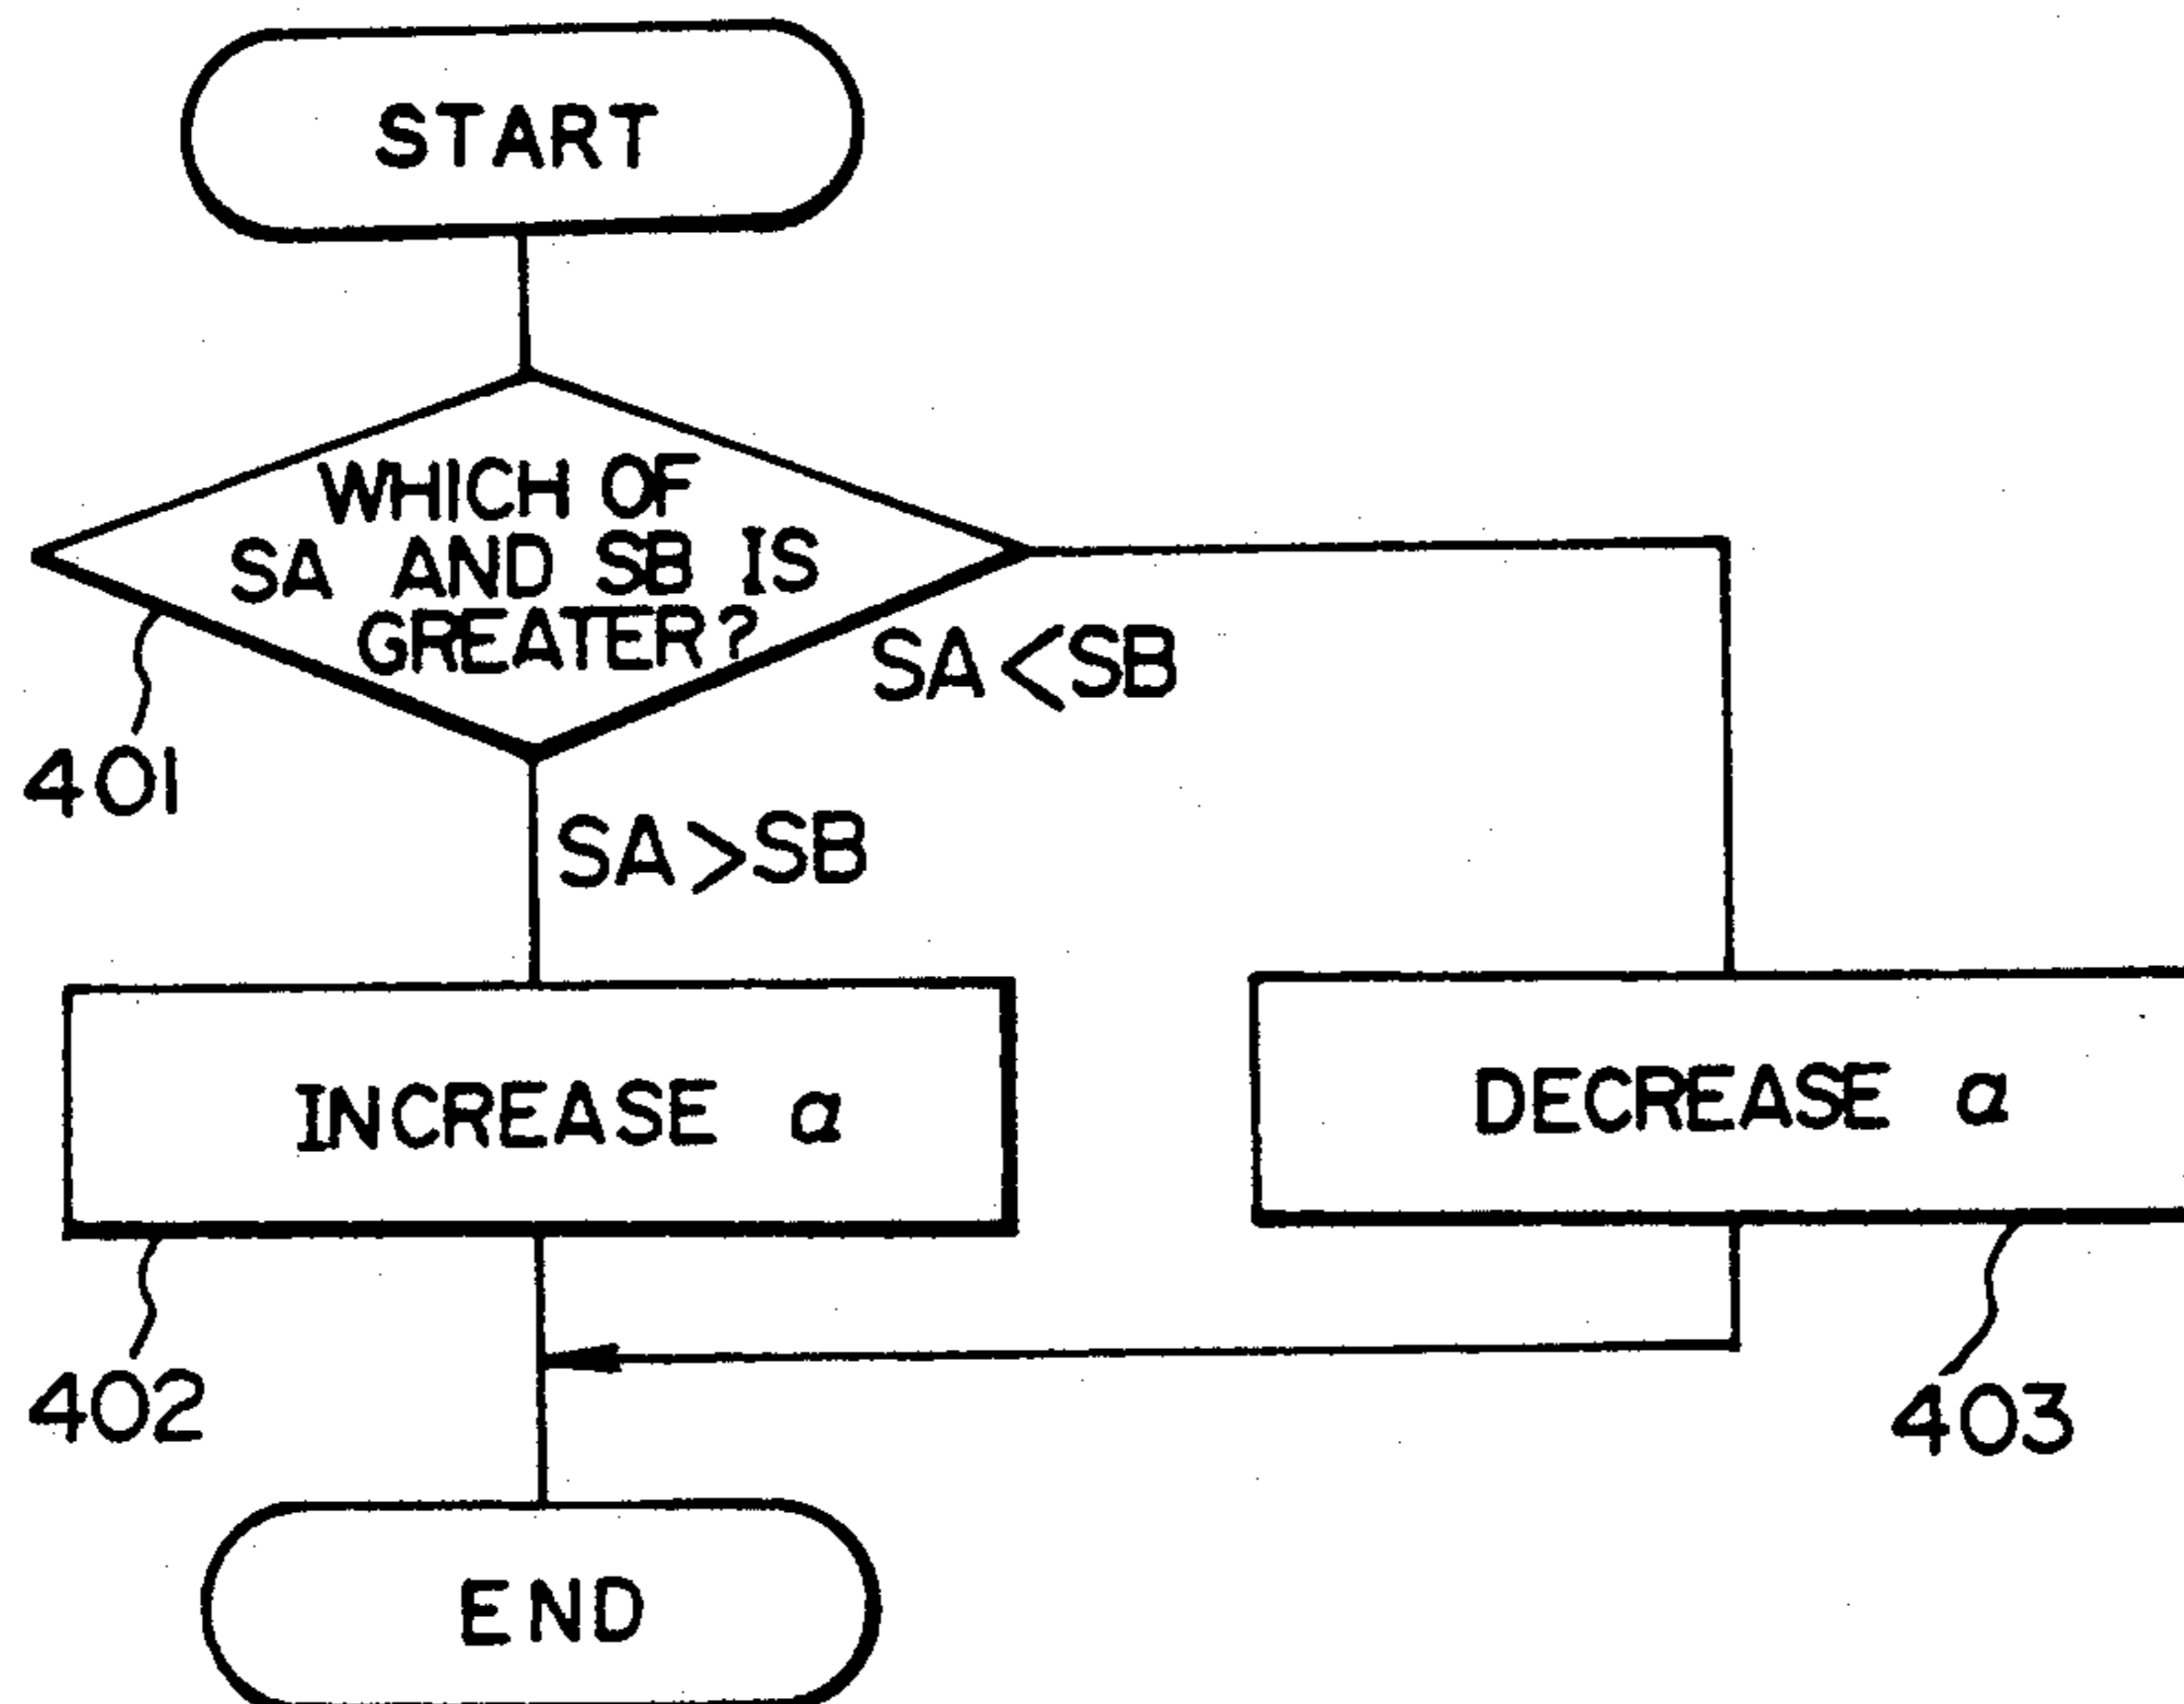 START
WHICH OF
SA AND SB IS
GREATER?
SA<SB
401
SA>SB
INCREASE α
DECREASE α
402
403
END